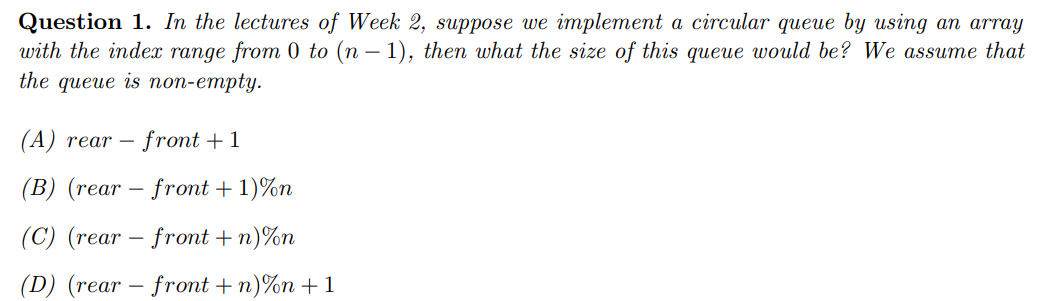 Question 1. In the lectures of Week 2, suppose we implement a circular queue by using an array
with the index range from 0 to (n − 1), then what the size of this queue would be? We assume that
the queue is non-empty.
(A) rear − front + 1
(B) (rear − front + 1)%n
(C) (rear − front + n)%n
(D) (rear − front + n)%n + 1